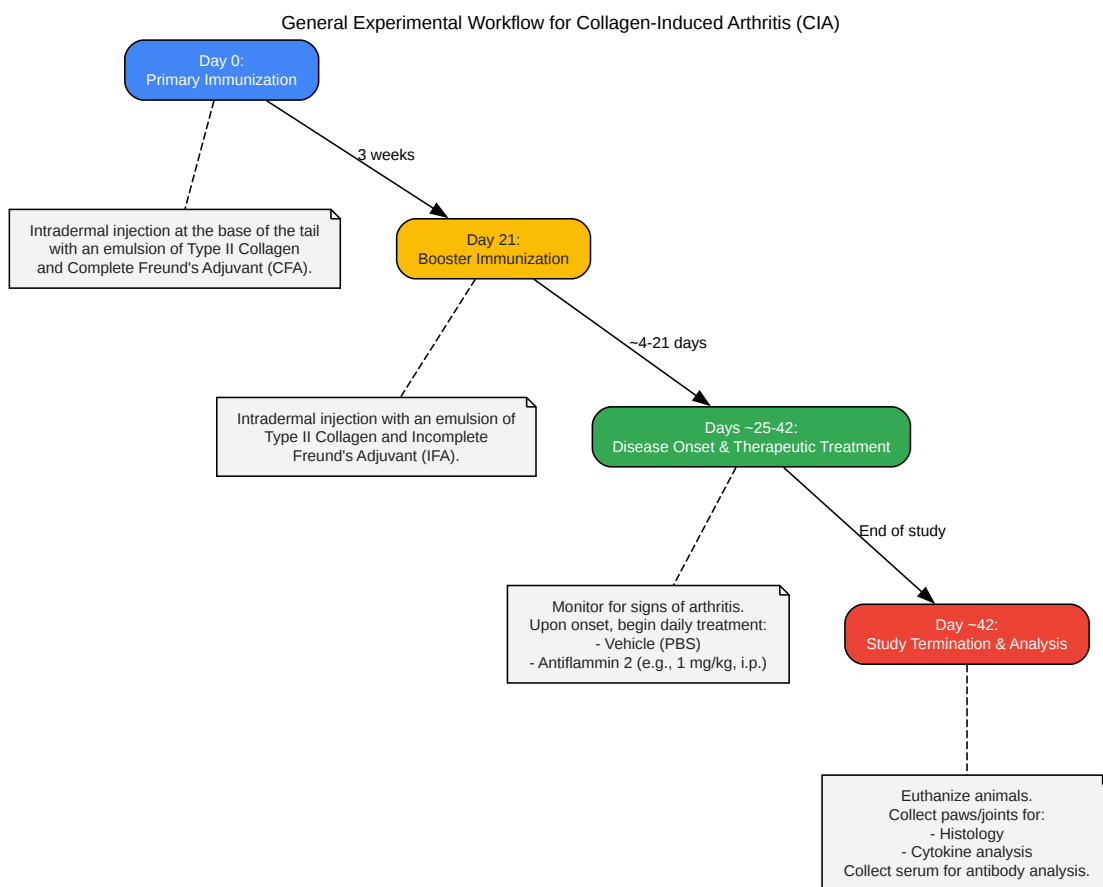 General Experimental Workflow for Collagen-Induced Arthritis (CIA)
Day 0:
Primary Immunization
3 weeks
Intradermal injection at the base of the tail
with an emulsion of Type II Collagen
and Complete Freund's Adjuvant (CFA).
Day 21:
Booster Immunization
~4-21 days
Intradermal injection with an emulsion of
Type II Collagen and Incomplete
Freund's Adjuvant (IFA).
Days ~25-42:
Disease Onset & Therapeutic Treatment
End of study
Monitor for signs of arthritis.
Upon onset, begin daily treatment:
- Vehicle (PBS)
- Antiflammin 2 (e.g., 1 mg/kg, i.p.)
Day ~42:
Study Termination & Analysis
Euthanize animals.
Collect paws/joints for:
- Histology
- Cytokine analysis
Collect serum for antibody analysis.